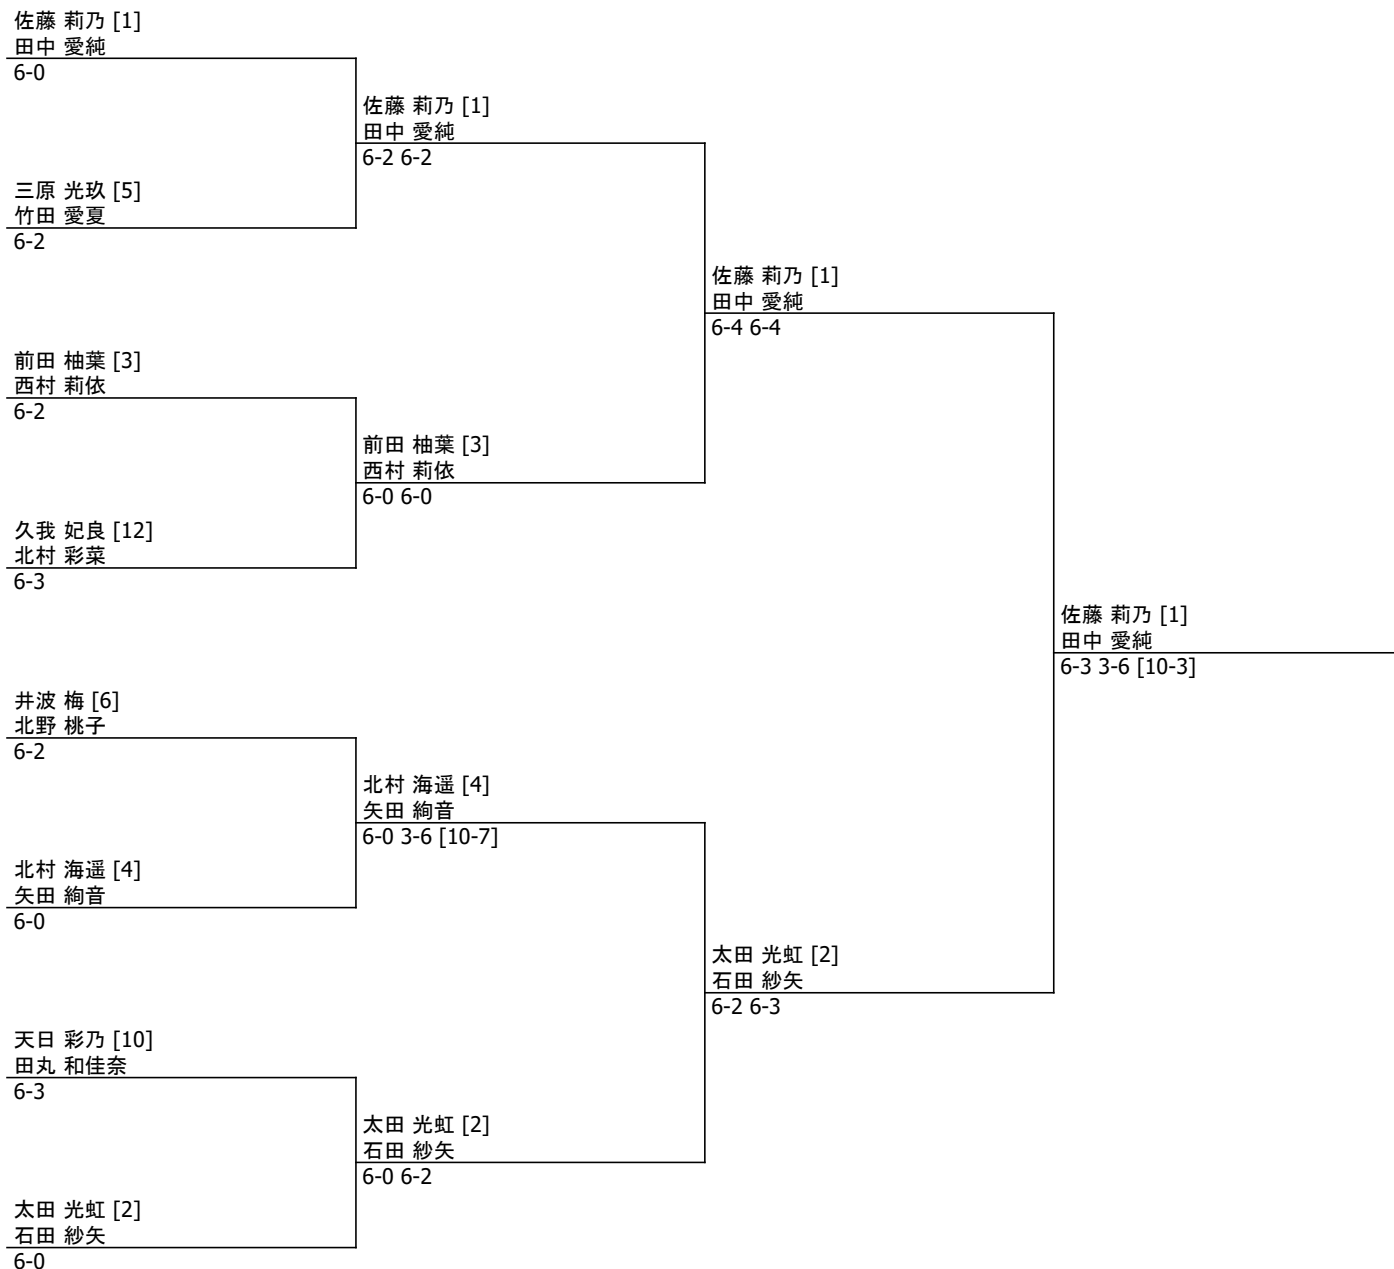 佐藤 莉乃 [1]
田中 愛純
6-0
佐藤 莉乃 [1]
田中 愛純
6-2 6-2
三原 光玖 [5]
竹田 愛夏
6-2
佐藤 莉乃 [1]
田中 愛純
6-4 6-4
前田 柚葉 [3]
西村 莉依
6-2
前田 柚葉 [3]
西村 莉依
6-0 6-0
久我 妃良 [12]
北村 彩菜
6-3
佐藤 莉乃 [1]
田中 愛純
6-3 3-6 [10-3]
井波 梅 [6]
北野 桃子
6-2
北村 海遥 [4]
矢田 絢音
6-0 3-6 [10-7]
北村 海遥 [4]
矢田 絢音
6-0
太田 光虹 [2]
石田 紗矢
6-2 6-3
天日 彩乃 [10]
田丸 和佳奈
6-3
太田 光虹 [2]
石田 紗矢
6-0 6-2
太田 光虹 [2]
石田 紗矢
6-0